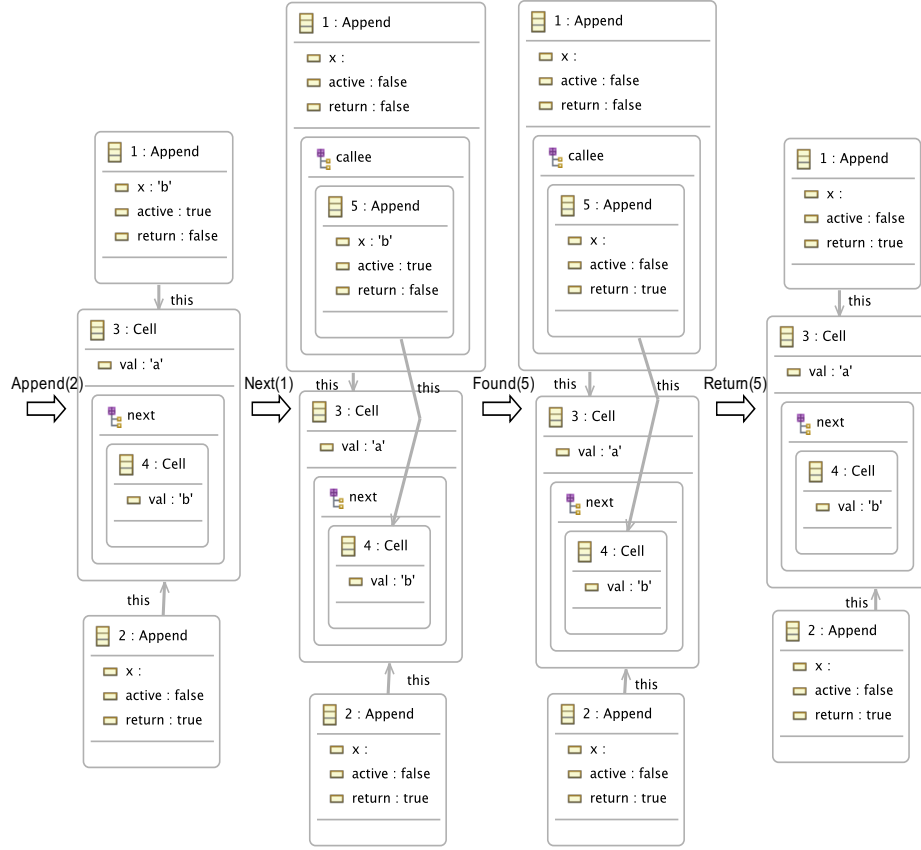 Append(2)
1 : Append
x : 'b'
active : true
return : false
this
3 : Cell
val : 'a'
next
4 : Cell
val : 'b'
this
2 : Append
x :
active : false
return : true
Next(1)
1 : Append
x :
active : false
return : false
callee
5 : Append
x : 'b'
active : true
return : false
this
this
3 : Cell
val : 'a'
next
4 : Cell
val : 'b'
this
2 : Append
x :
active : false
return : true
Found(5)
1 : Append
x :
active : false
return : false
callee
5 : Append
x :
active : false
return : true
this
this
3 : Cell
val : 'a'
next
4 : Cell
val : 'b'
this
2 : Append
x :
active : false
return : true
Return(5)
1 : Append
x :
active : false
return : true
this
3 : Cell
val : 'a'
next
4 : Cell
val : 'b'
this
2 : Append
x :
active : false
return : true